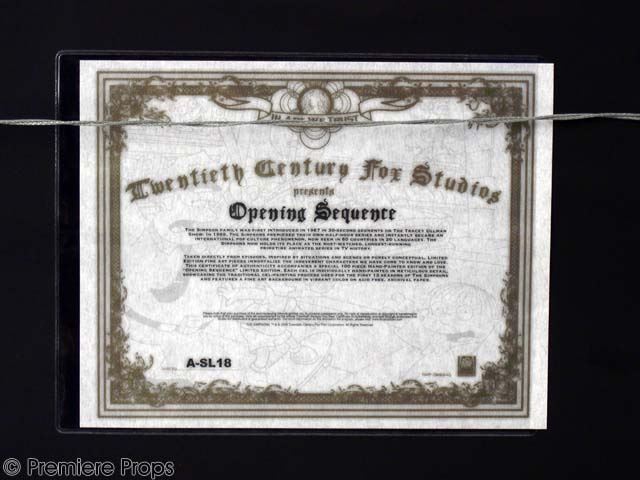 IN A-- WE TRUST
Twentieth Century Fox Studios
presents
Opening Sequence
THE SIMPSON FAMILY WAS FIRST INTRODUCED IN 1987 IN 30-SECOND SEGMENTS ON THE TRACEY ULLMAN
SHOW. IN 1989, THE SIMPSONS PREMIERED THEIR OWN HALF-HOUR SERIES AND INSTANTLY BECAME AN
INTERNATIONAL POP CULTURE PHENOMENON, NOW SEEN IN 60 COUNTRIES IN 20 LANGUAGES. THE
SIMPSONS NOW HOLDS ITS PLACE AS THE MOST-WATCHED, LONGEST-RUNNING
PRIMETIME ANIMATED SERIES IN TV HISTORY.
TAKEN DIRECTLY FROM EPISODES, INSPIRED BY SITUATIONS AND SCENES OR PURELY CONCEPTUAL, LIMITED
EDITION FINE ART PIECES IMMORTALIZE THE IRREVERENT CHARACTERS WE HAVE COME TO KNOW AND LOVE.
THIS CERTIFICATE OF AUTHENTICITY ACCOMPANIES A SPECIAL 100 PIECE HAND-PAINTED EDITION OF THE
"OPENING SEQUENCE" LIMITED EDITION. EACH CEL IS INDIVIDUALLY HAND-PAINTED IN METICULOUS DETAIL,
SHOWCASING THE TRADITIONAL CEL-PAINTING PROCESS USED FOR THE FIRST 13 SEASONS OF THE SIMPSONS
AND FEATURES A FINE ART BACKGROUND IN VIBRANT COLOR ON ACID FREE, ARCHIVAL PAPER.
A-SL18
© Premiere Props